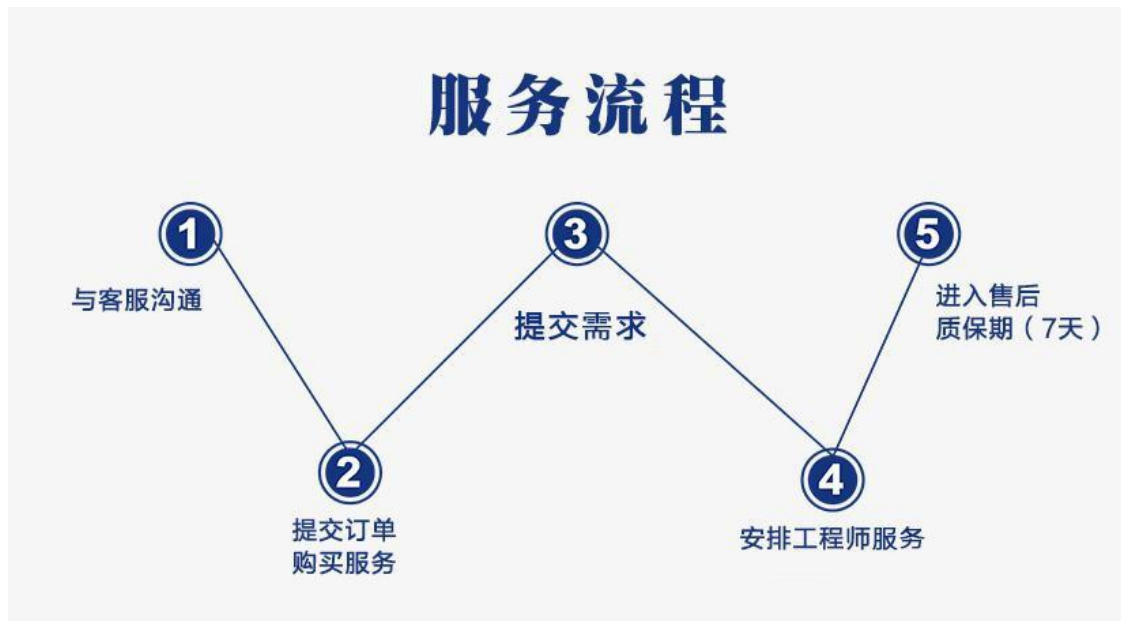 服务流程
1
与客服沟通
2
提交订单
购买服务
3
提交需求
4
安排工程师服务
5
进入售后
质保期（7天）